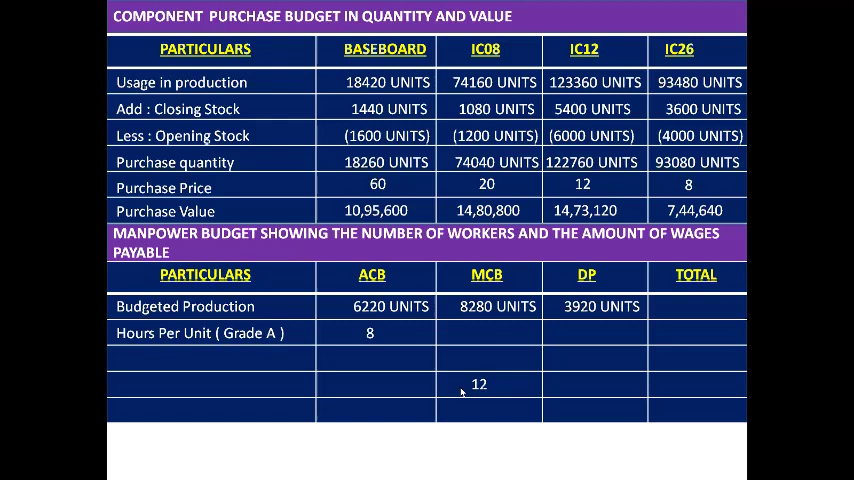 COMPONENT PURCHASE BUDGET IN QUANTITY AND VALUE
PARTICULARS BASEBOARD IC08 IC12 IC26
Usage in production 18420 UNITS 74160 UNITS 123360 UNITS 93480 UNITS
Add : Closing Stock 1440 UNITS 1080 UNITS 5400 UNITS 3600 UNITS
Less : Opening Stock (1600 UNITS) (1200 UNITS) (6000 UNITS) (4000 UNITS)
Purchase quantity 18260 UNITS 74040 UNITS 122760 UNITS 93080 UNITS
Purchase Price 60 20 12 8
Purchase Value 10,95,600 14,80,800 14,73,120 7,44,640
MANPOWER BUDGET SHOWING THE NUMBER OF WORKERS AND THE AMOUNT OF WAGES
PAYABLE
PARTICULARS ACB MCB DP TOTAL
Budgeted Production 6220 UNITS 8280 UNITS 3920 UNITS
Hours Per Unit ( Grade A ) 8
12